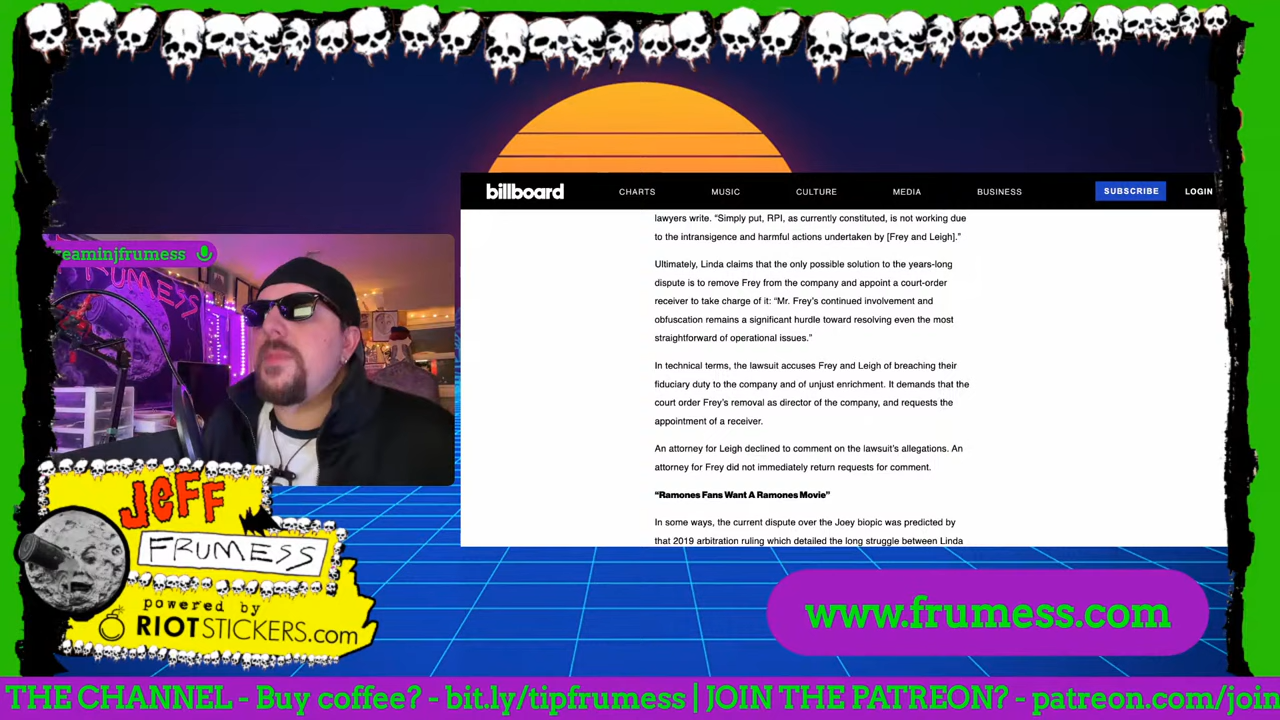 billboard
CHARTS
MUSIC
CULTURE
MEDIA
BUSINESS
SUBSCRIBE
LOGIN
lawyers write. “Simply put, RPI, as currently constituted, is not working due
to the intransigence and harmful actions undertaken by [Frey and Leigh].”
Ultimately, Linda claims that the only possible solution to the years-long
dispute is to remove Frey from the company and appoint a court-order
receiver to take charge of it: “Mr. Frey’s continued involvement and
obfuscation remains a significant hurdle toward resolving even the most
straightforward of operational issues.”
In technical terms, the lawsuit accuses Frey and Leigh of breaching their
fiduciary duty to the company and of unjust enrichment. It demands that the
court order Frey’s removal as director of the company, and requests the
appointment of a receiver.
An attorney for Leigh declined to comment on the lawsuit’s allegations. An
attorney for Frey did not immediately return requests for comment.
“Ramones Fans Want A Ramones Movie”
In some ways, the current dispute over the Joey biopic was predicted by
that 2019 arbitration ruling which detailed the long struggle between Linda
reaminjfrumess
RUMESS
JEFF
FRUMESS
powered by
RIOTSTICKERS.com
www.frumess.com
THE CHANNEL - Buy coffee? - bit.ly/tipfrumess | JOIN THE PATREON? - patreon.com/join